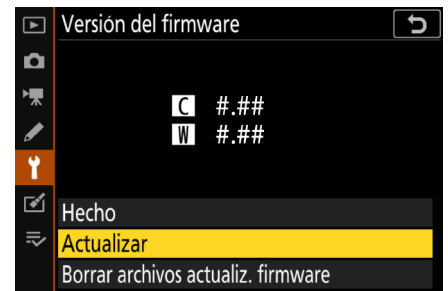 Versión del firmware
C #.##
W #.##
Hecho
Actualizar
Borrar archivos actualiz. firmware